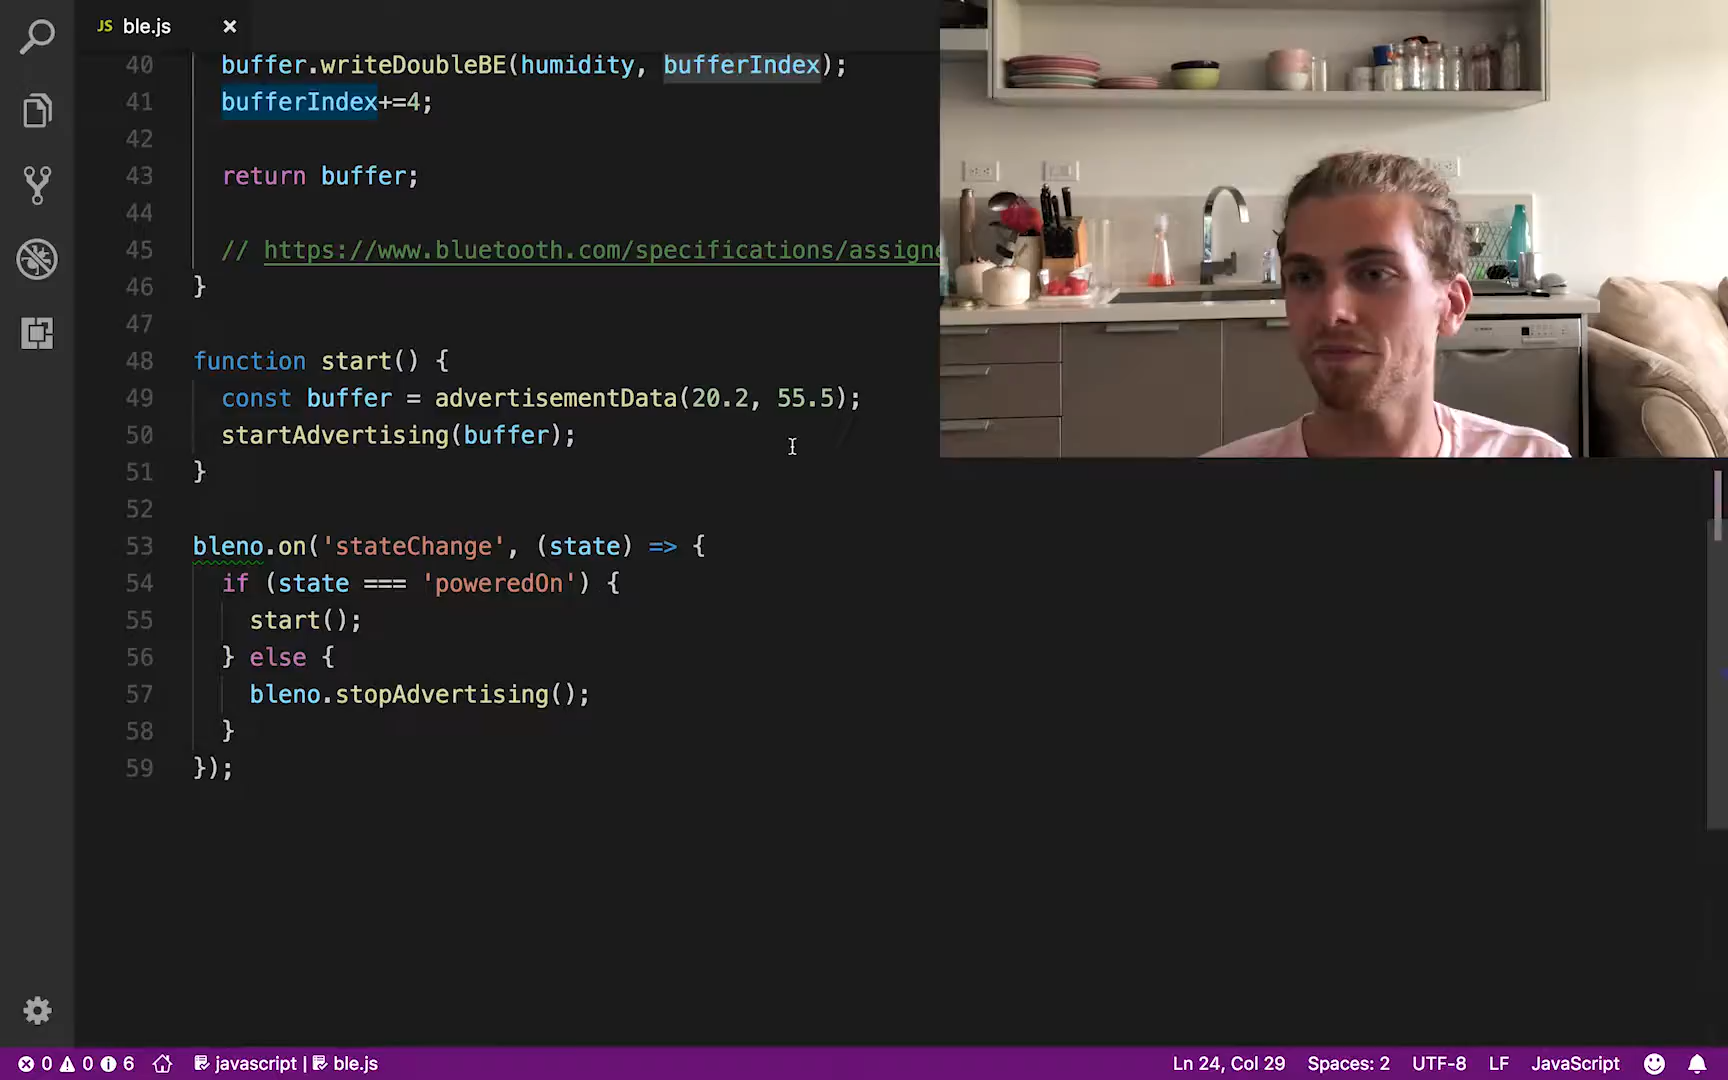 JS ble.js ×
40 buffer.writeDoubleBE(humidity, bufferIndex);
41 bufferIndex+=4;
42
43 return buffer;
44
45 // https://www.bluetooth.com/specifications/assigne
46 }
47
48 function start() {
49 const buffer = advertisementData(20.2, 55.5);
50 startAdvertising(buffer);
51 }
52
53 bleno.on('stateChange', (state) => {
54 if (state === 'poweredOn') {
55 start();
56 } else {
57 bleno.stopAdvertising();
58 }
59 });
0 0 6 javascript | ble.js Ln 24, Col 29 Spaces: 2 UTF-8 LF JavaScript